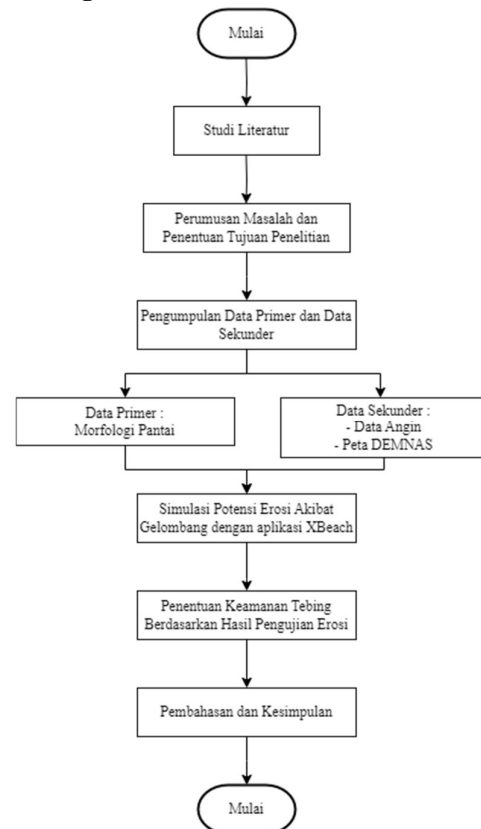 Mulai
Studi Literatur
Perumusan Masalah dan
Penentuan Tujuan Penelitian
Pengumpulan Data Primer dan Data
Sekunder
Data Primer :
Morfologi Pantai
Data Sekunder :
- Data Angin
- Peta DEMNAS
Simulasi Potensi Erosi Akibat
Gelombang dengan aplikasi XBeach
Penentuan Keamanan Tebing
Berdasarkan Hasil Pengujian Erosi
Pembahasan dan Kesimpulan
Mulai